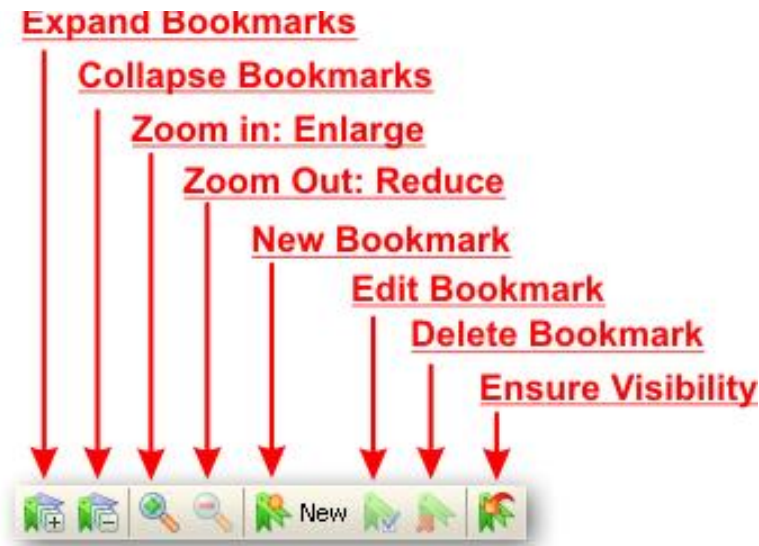 Expand Bookmarks
Collapse Bookmarks
Zoom in: Enlarge
Zoom Out: Reduce
New Bookmark
Edit Bookmark
Delete Bookmark
Ensure Visibility
New